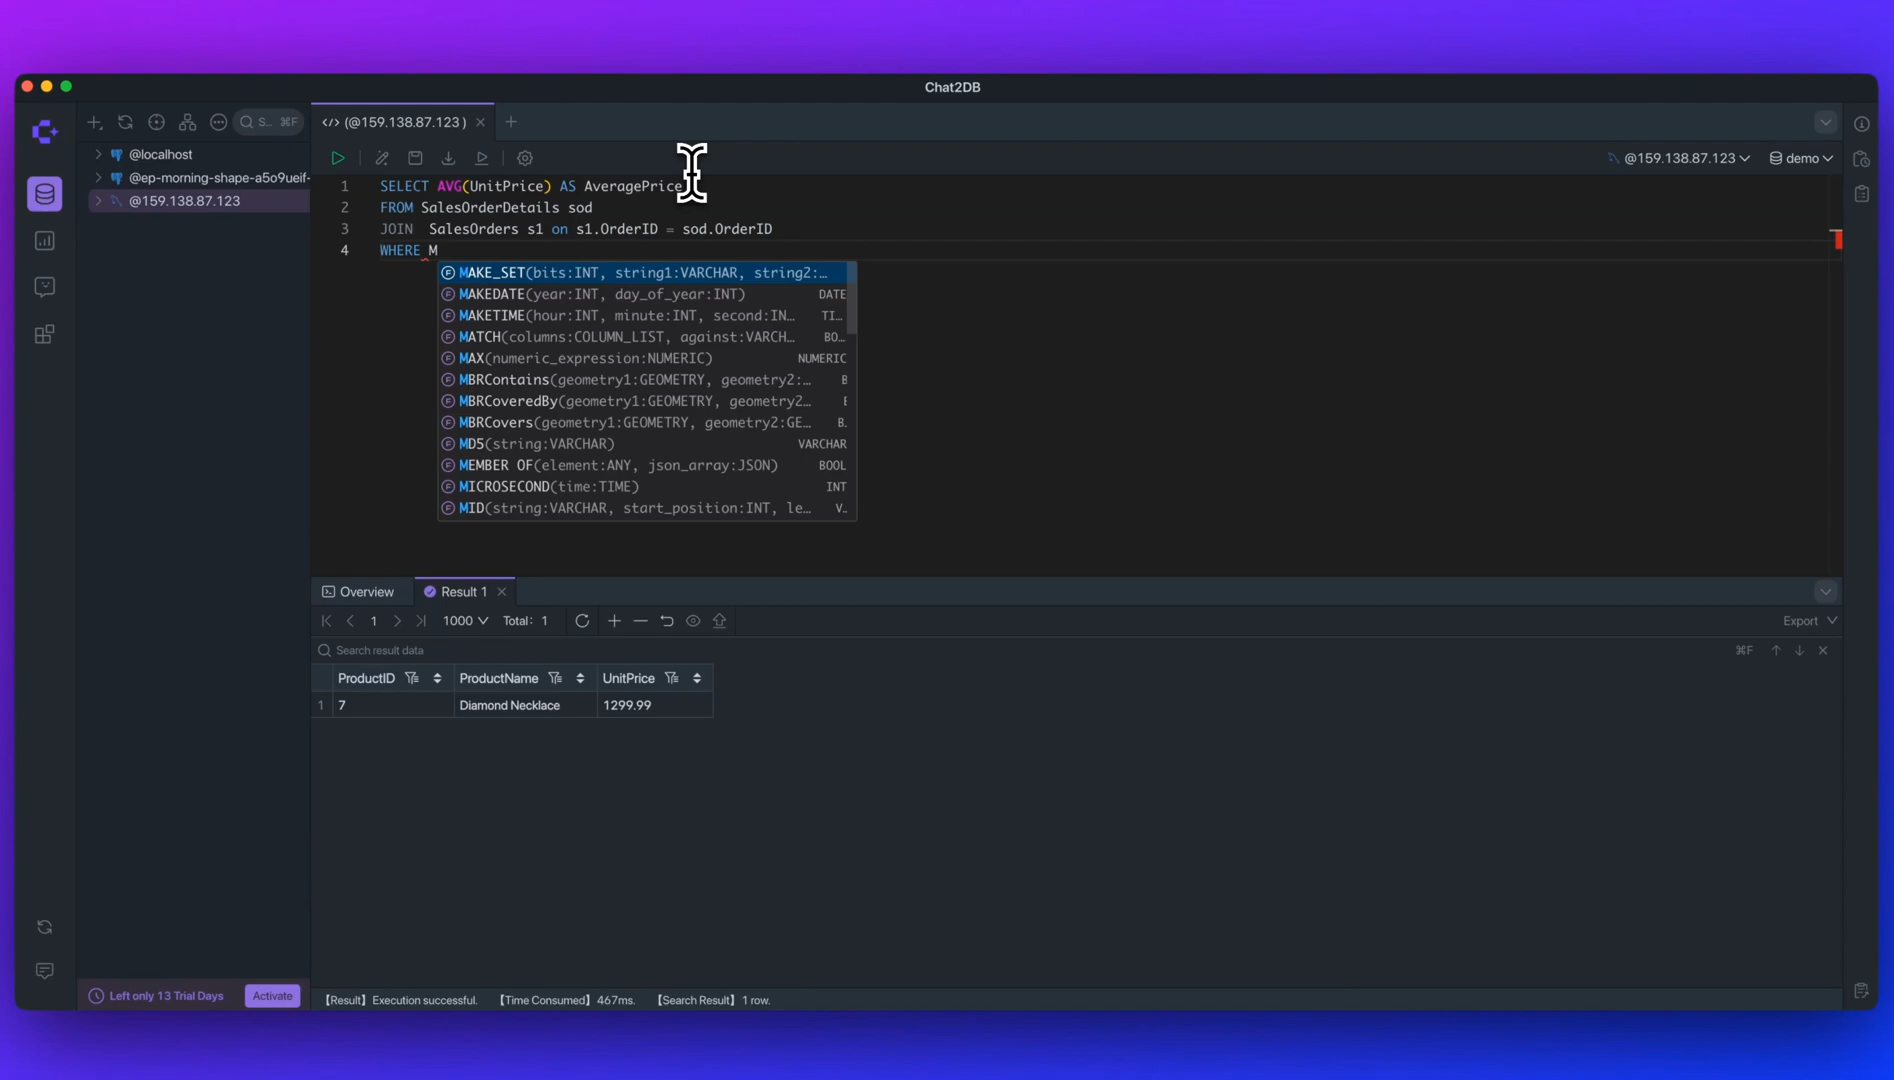 Chat2DB
S... ⌘F
(@159.138.87.123 )
@localhost
@ep-morning-shape-a5o9ueif-
@159.138.87.123
@159.138.87.123
demo
1 SELECT AVG(UnitPrice) AS AveragePrice
2 FROM SalesOrderDetails sod
3 JOIN SalesOrders s1 on s1.OrderID = sod.OrderID
4 WHERE M
MAKE_SET(bits:INT, string1:VARCHAR, string2:…
MAKEDATE(year:INT, day_of_year:INT) DATE
MAKETIME(hour:INT, minute:INT, second:IN… TI…
MATCH(columns:COLUMN_LIST, against:VARCH… BO…
MAX(numeric_expression:NUMERIC) NUMERIC
MBRContains(geometry1:GEOMETRY, geometry2:…
MBRCoveredBy(geometry1:GEOMETRY, geometry2…
MBRCovers(geometry1:GEOMETRY, geometry2:GE…
MD5(string:VARCHAR) VARCHAR
MEMBER OF(element:ANY, json_array:JSON) BOOL
MICROSECOND(time:TIME) INT
MID(string:VARCHAR, start_position:INT, le… V…
Overview
Result 1
1
1000
Total: 1
Export
Search result data
⌘F
ProductID ProductName UnitPrice
1 7 Diamond Necklace 1299.99
Left only 13 Trial Days
Activate
【Result】Execution successful. 【Time Consumed】467ms. 【Search Result】1 row.